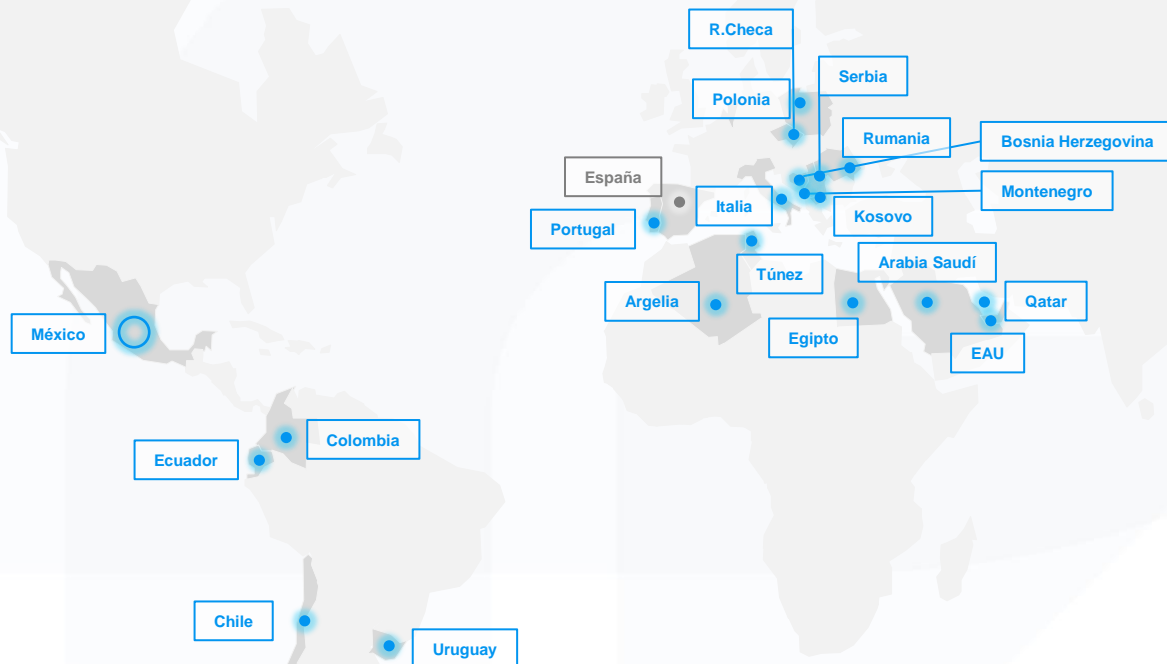 R.Checa
Serbia
Polonia
Rumania
Bosnia Herzegovina
España
Montenegro
Italia
Kosovo
Portugal
Túnez
Arabia Saudí
Argelia
Qatar
Egipto
EAU
México
Colombia
Ecuador
Chile
Uruguay